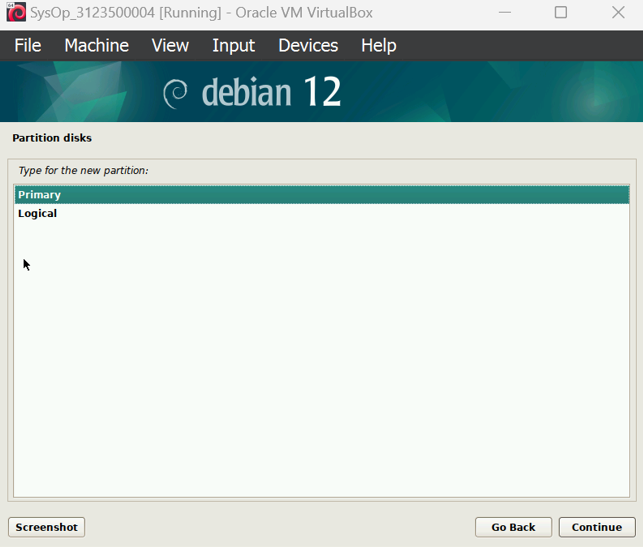 SysOp_3123500004 [Running] - Oracle VM VirtualBox
File Machine View Input Devices Help
debian 12
Partition disks
Type for the new partition:
Primary
Logical
Screenshot Go Back Continue